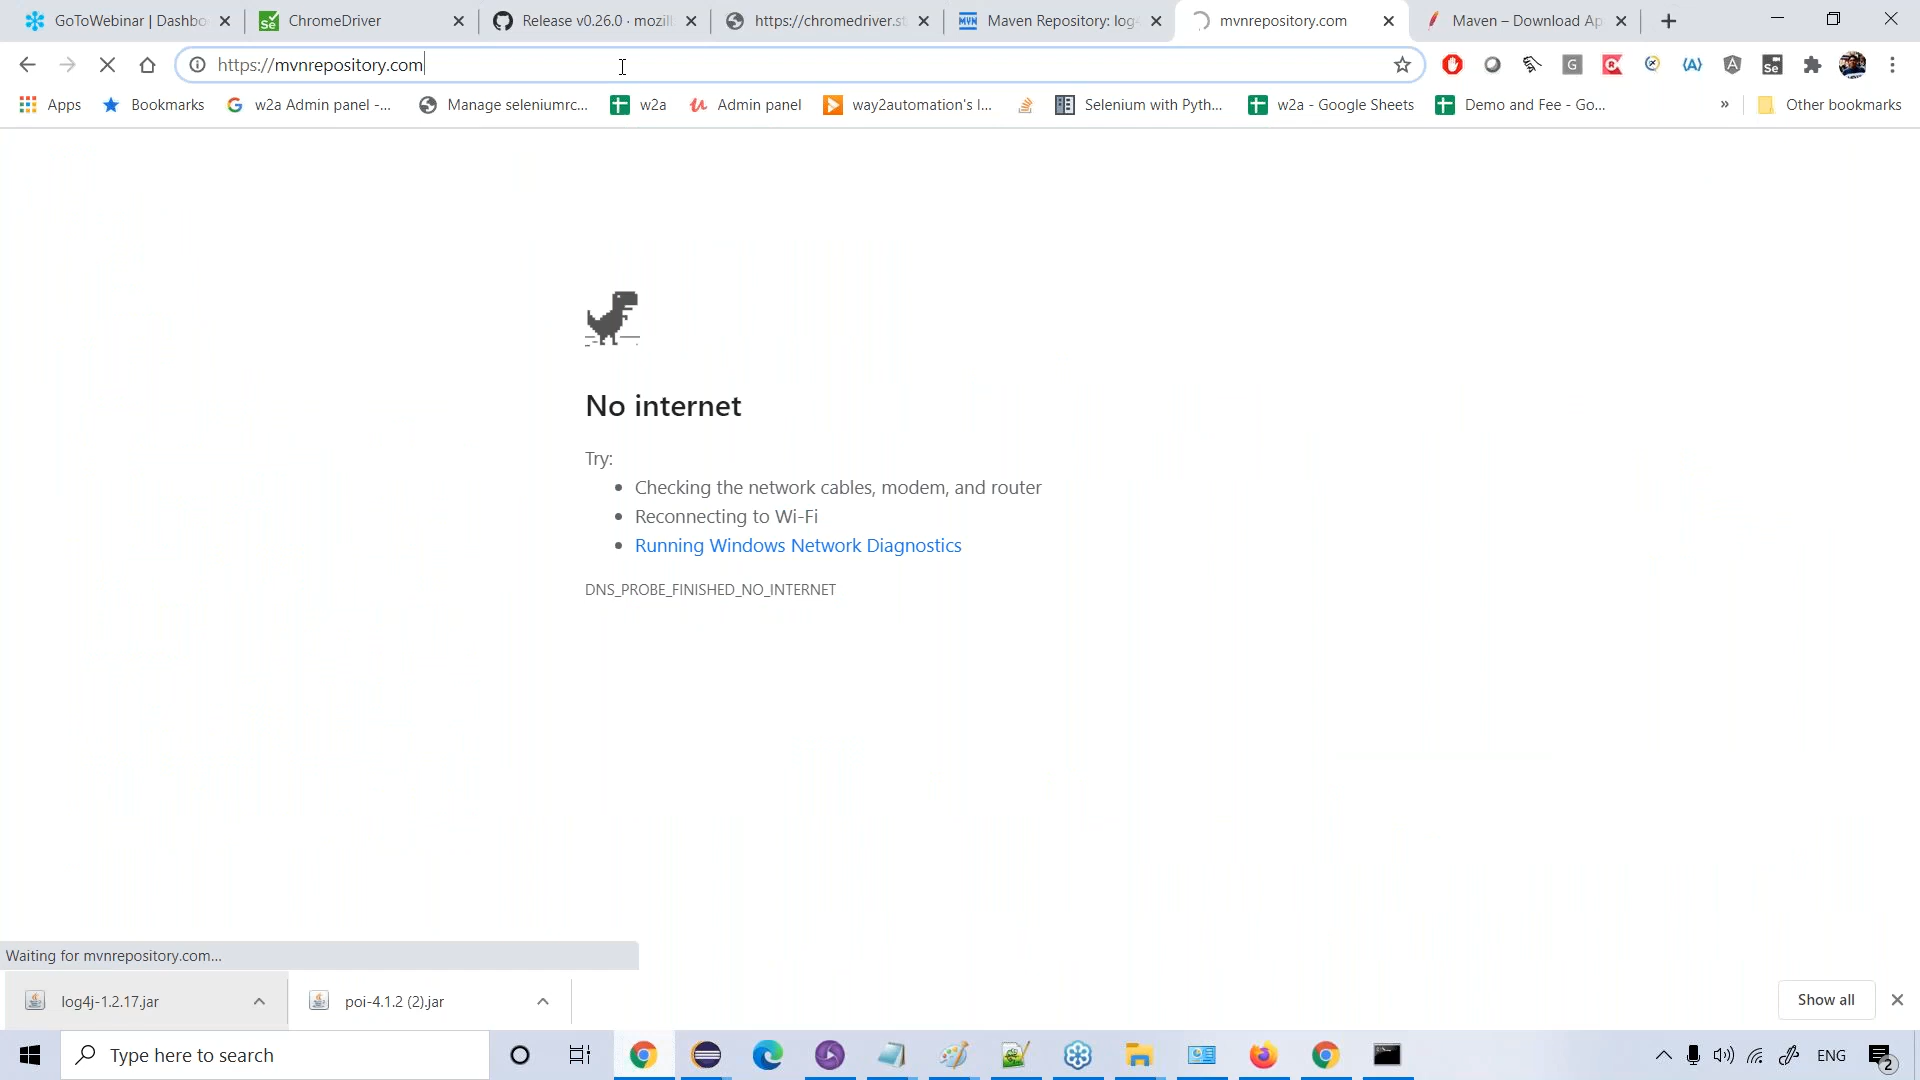 GoToWebinar | Dashbo
ChromeDriver
Release v0.26.0 · mozill
https://chromedriver.st
MVN Maven Repository: log4
mvnrepository.com
Maven – Download Ap
https://mvnrepository.com
Apps
Bookmarks
w2a Admin panel -...
Manage seleniumrc...
w2a
Admin panel
way2automation's l...
Selenium with Pyth...
w2a - Google Sheets
Demo and Fee - Go...
»
Other bookmarks
No internet
Try:
• Checking the network cables, modem, and router
• Reconnecting to Wi-Fi
• Running Windows Network Diagnostics
DNS_PROBE_FINISHED_NO_INTERNET
Waiting for mvnrepository.com...
log4j-1.2.17.jar
poi-4.1.2 (2).jar
Show all
Type here to search
ENG
2